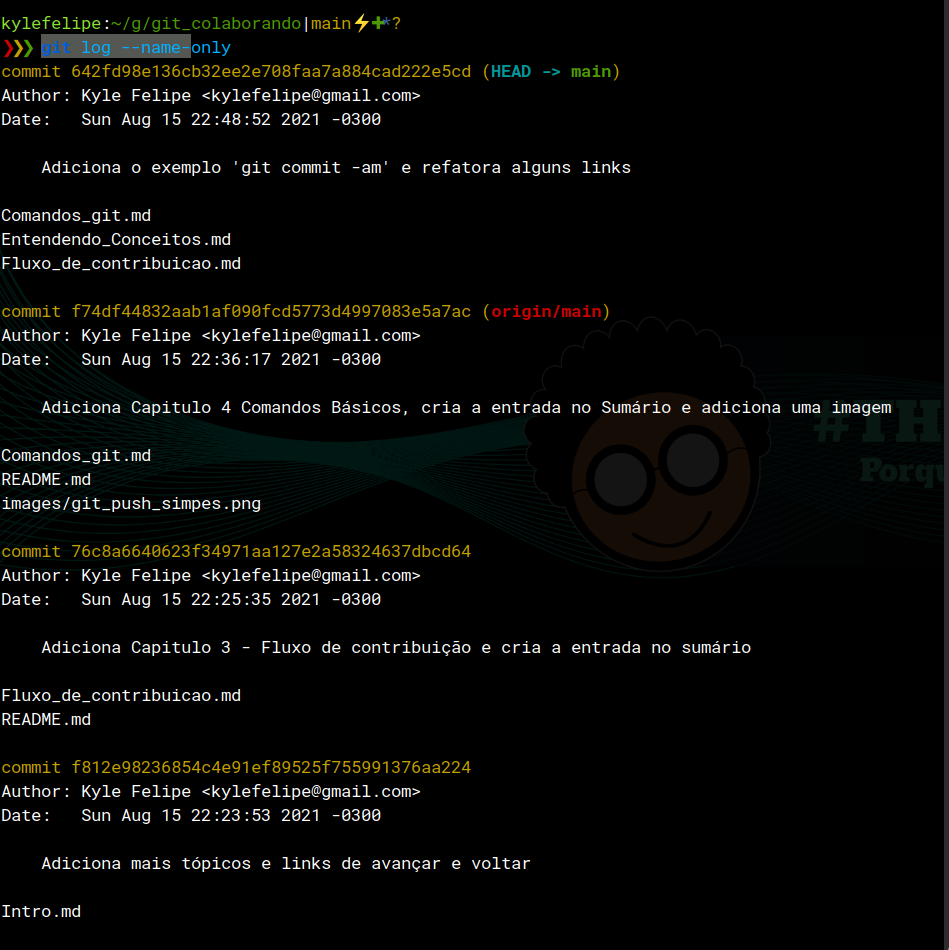 kylefelipe:~/g/git_colaborando|main⚡✚*?
❯❯❯ git log --name-only
commit 642fd98e136cb32ee2e708faa7a884cad222e5cd (HEAD -> main)
Author: Kyle Felipe <kylefelipe@gmail.com>
Date:   Sun Aug 15 22:48:52 2021 -0300
    Adiciona o exemplo 'git commit -am' e refatora alguns links
Comandos_git.md
Entendendo_Conceitos.md
Fluxo_de_contribuicao.md
commit f74df44832aab1af090fcd5773d4997083e5a7ac (origin/main)
Author: Kyle Felipe <kylefelipe@gmail.com>
Date:   Sun Aug 15 22:36:17 2021 -0300
    Adiciona Capitulo 4 Comandos Básicos, cria a entrada no Sumário e adiciona uma imagem
#TH
Porqu
Comandos_git.md
README.md
images/git_push_simpes.png
commit 76c8a6640623f34971aa127e2a58324637dbcd64
Author: Kyle Felipe <kylefelipe@gmail.com>
Date:   Sun Aug 15 22:25:35 2021 -0300
    Adiciona Capitulo 3 - Fluxo de contribuição e cria a entrada no sumário
Fluxo_de_contribuicao.md
README.md
commit f812e98236854c4e91ef89525f755991376aa224
Author: Kyle Felipe <kylefelipe@gmail.com>
Date:   Sun Aug 15 22:23:53 2021 -0300
    Adiciona mais tópicos e links de avançar e voltar
Intro.md